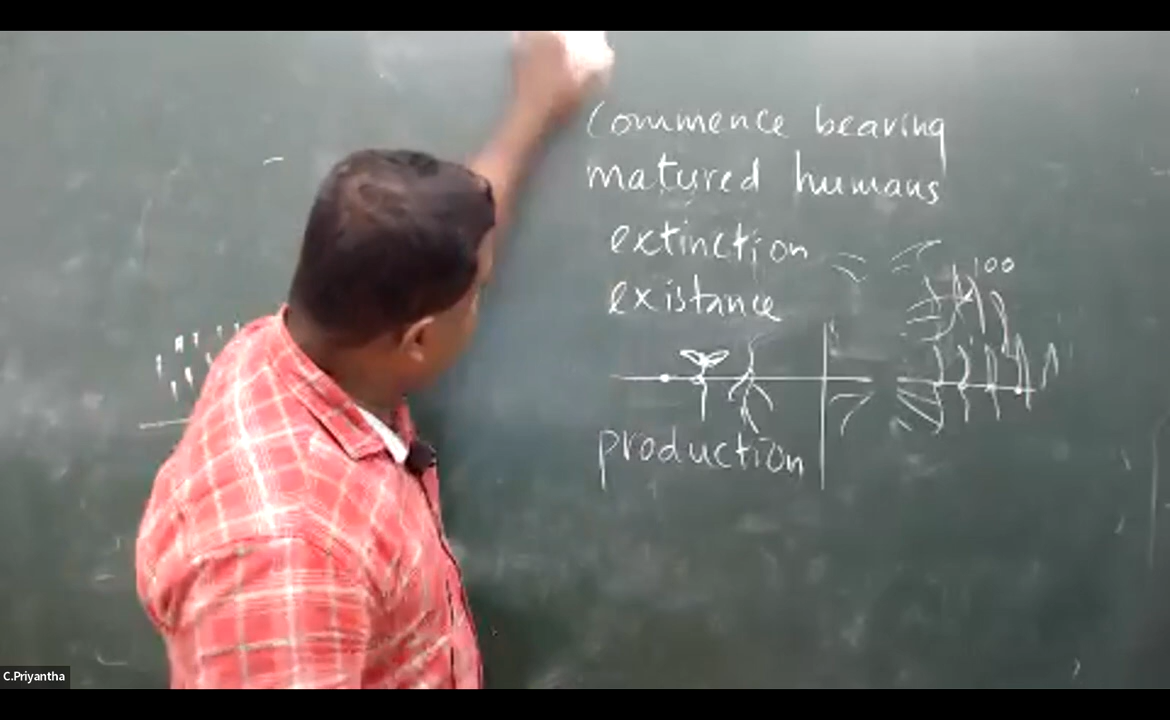 Commence bearing
matured humans
extinction
existance
100
production
C.Priyantha